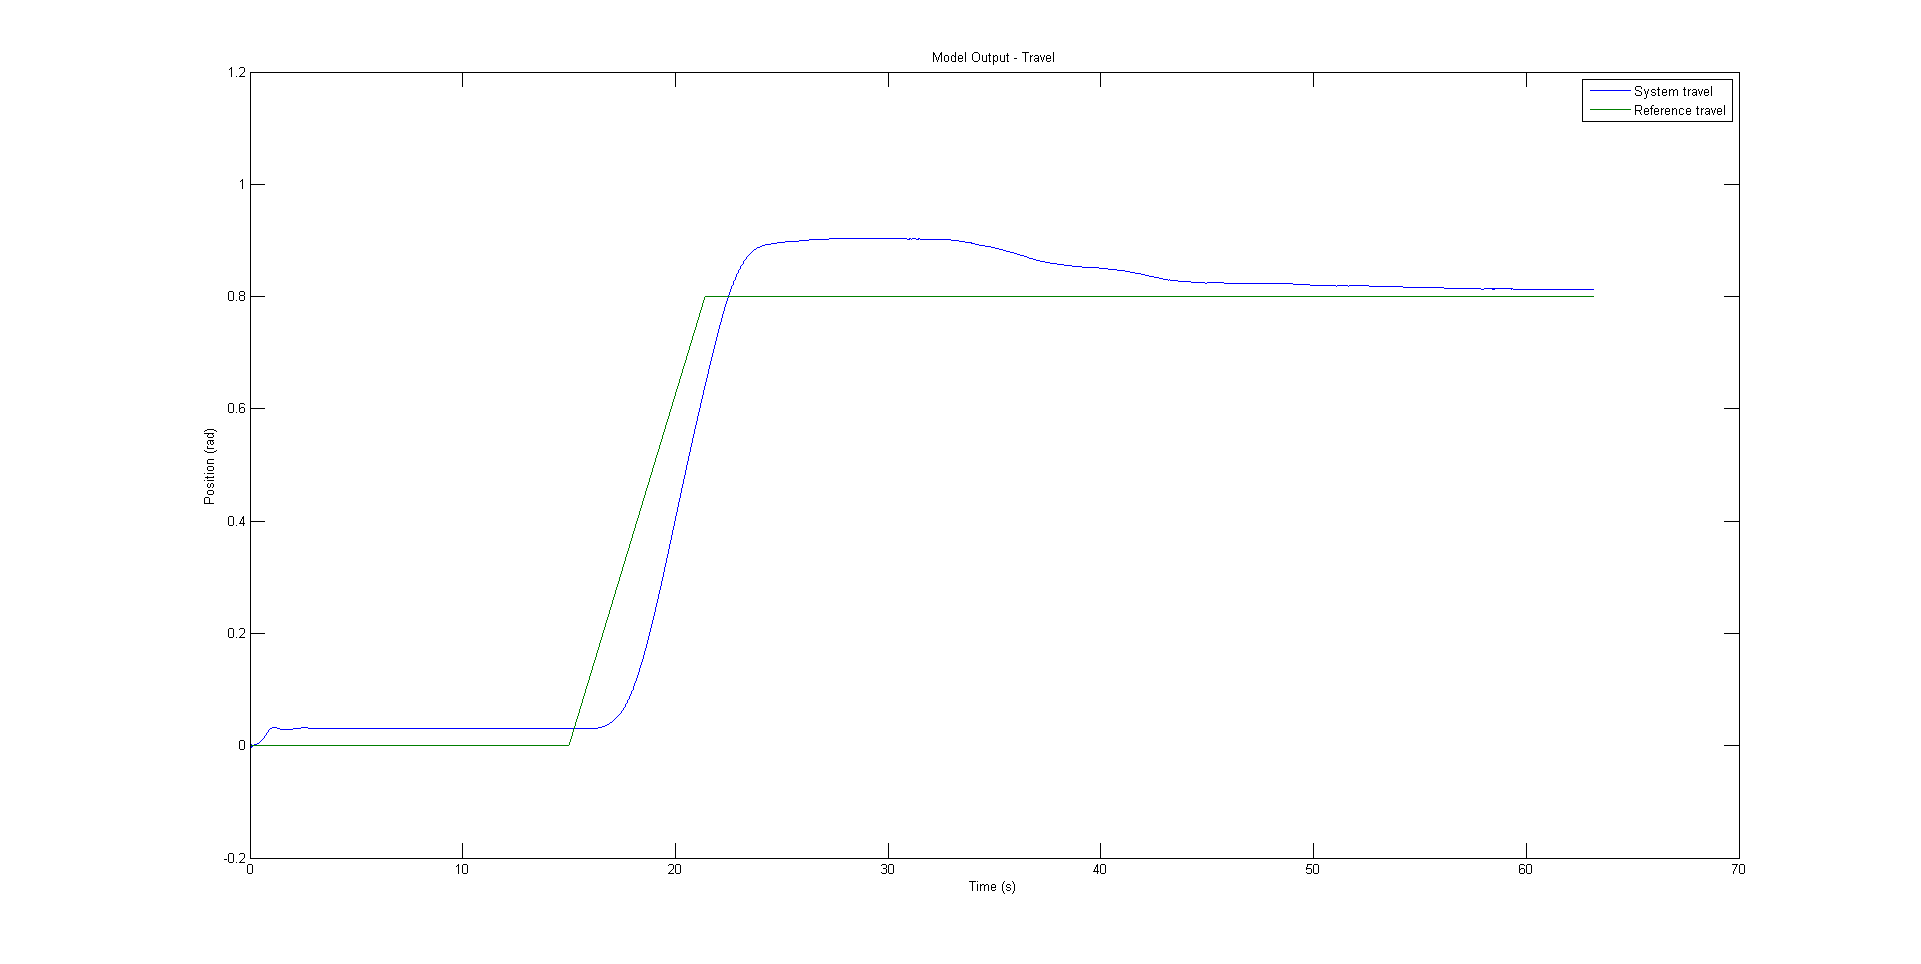 Model Output - Travel
System travel
Reference travel
1.2
1
0.8
0.6
0.4
0.2
0
-0.2
Position (rad)
0 10 20 30 40 50 60 70
Time (s)